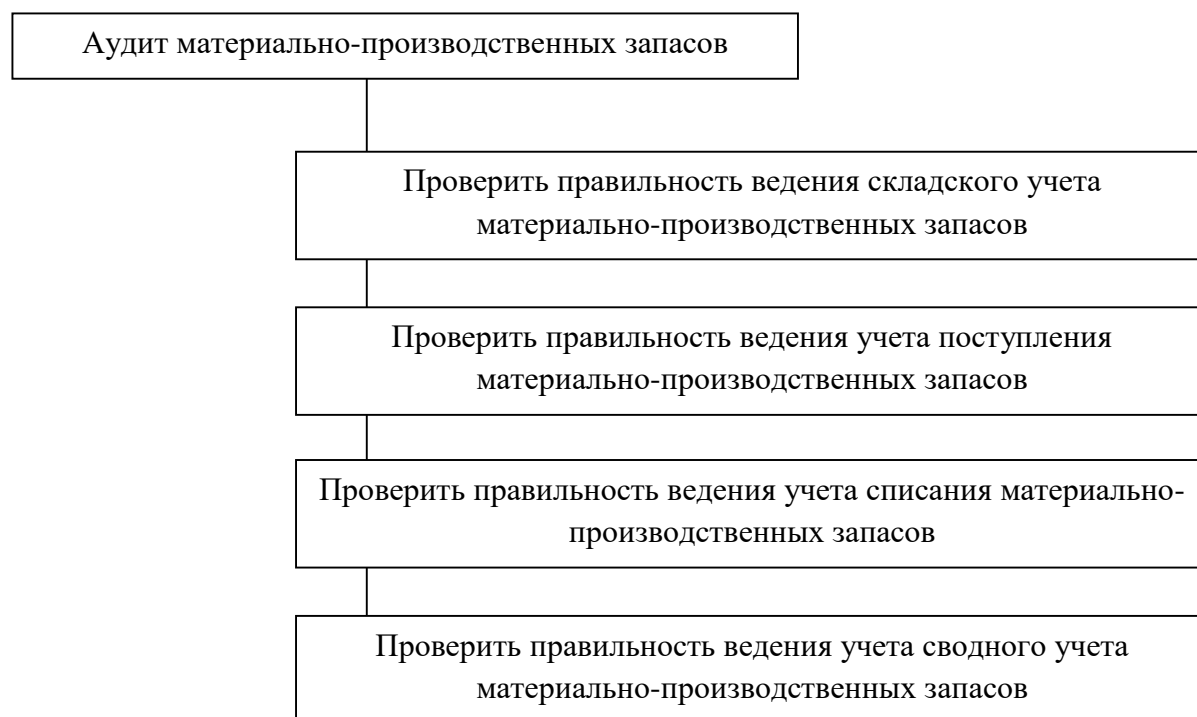 Аудит материально-производственных запасов
Проверить правильность ведения складского учета
материально-производственных запасов
Проверить правильность ведения учета поступления
материально-производственных запасов
Проверить правильность ведения учета списания материально-
производственных запасов
Проверить правильность ведения учета сводного учета
материально-производственных запасов